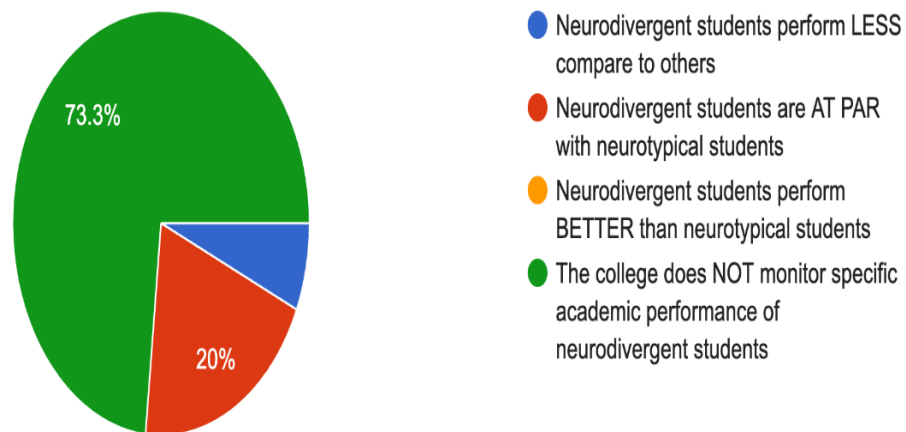 73.3%
20%
Neurodivergent students perform LESS
compare to others
Neurodivergent students are AT PAR
with neurotypical students
Neurodivergent students perform
BETTER than neurotypical students
The college does NOT monitor specific
academic performance of
neurodivergent students